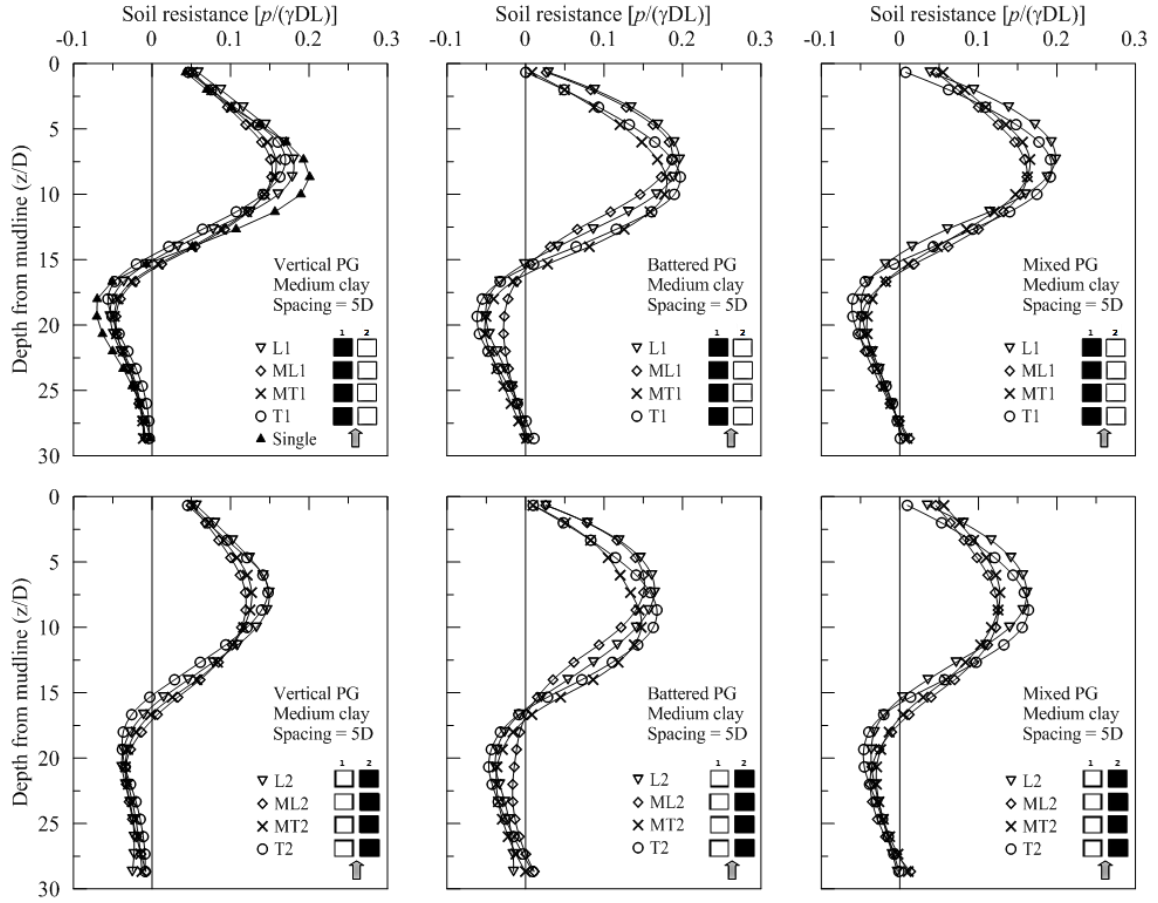 Soil resistance [p/(γDL)]
Soil resistance [p/(γDL)]
Soil resistance [p/(γDL)]
-0.1 0 0.1 0.2 0.3
-0.1 0 0.1 0.2 0.3
-0.1 0 0.1 0.2 0.3
Depth from mudline (z/D)
0
5
10
15
20
25
30
Vertical PG
Medium clay
Spacing = 5D
1 2
L1
ML1
MT1
T1
Single
Battered PG
Medium clay
Spacing = 5D
1 2
L1
ML1
MT1
T1
Mixed PG
Medium clay
Spacing = 5D
1 2
L1
ML1
MT1
T1
Depth from mudline (z/D)
0
5
10
15
20
25
30
Vertical PG
Medium clay
Spacing = 5D
1 2
L2
ML2
MT2
T2
Battered PG
Medium clay
Spacing = 5D
1 2
L2
ML2
MT2
T2
Mixed PG
Medium clay
Spacing = 5D
1 2
L2
ML2
MT2
T2